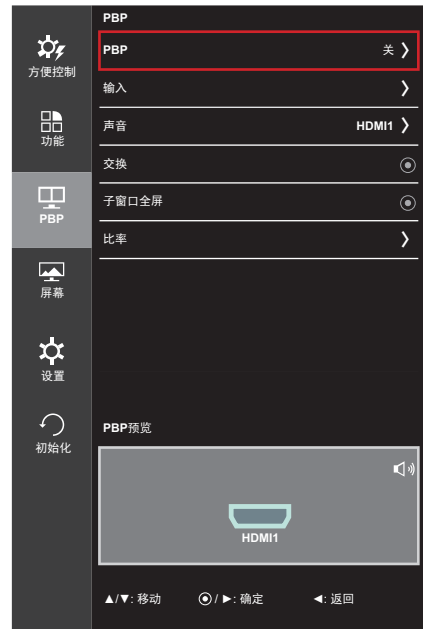 方便控制
功能
PBP
屏幕
设置
初始化
PBP
PBP 关
输入
声音 HDMI1
交换
子窗口全屏
比率
PBP预览
HDMI1
▲/▼: 移动 ◉/ ►: 确定 ◄: 返回